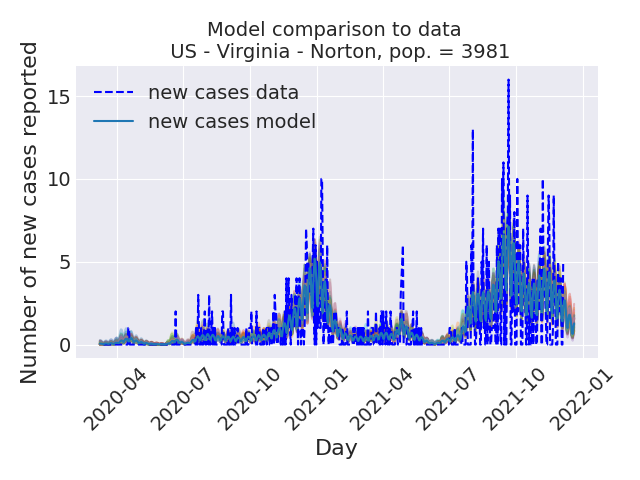 Model comparison to data
US - Virginia - Norton, pop. = 3981
Number of new cases reported
new cases data
new cases model
15
10
5
0
2020-04
2020-07
2020-10
2021-01
2021-04
2021-07
2021-10
2022-01
Day